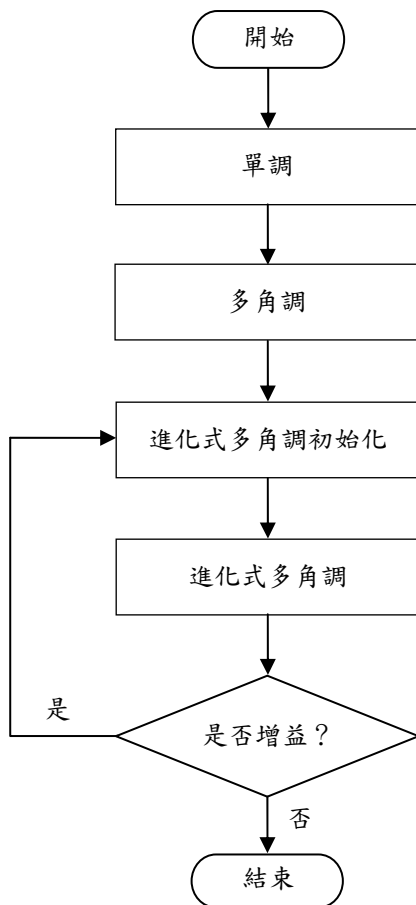 開始
單調
多角調
進化式多角調初始化
進化式多角調
是
是否增益？
否
結束